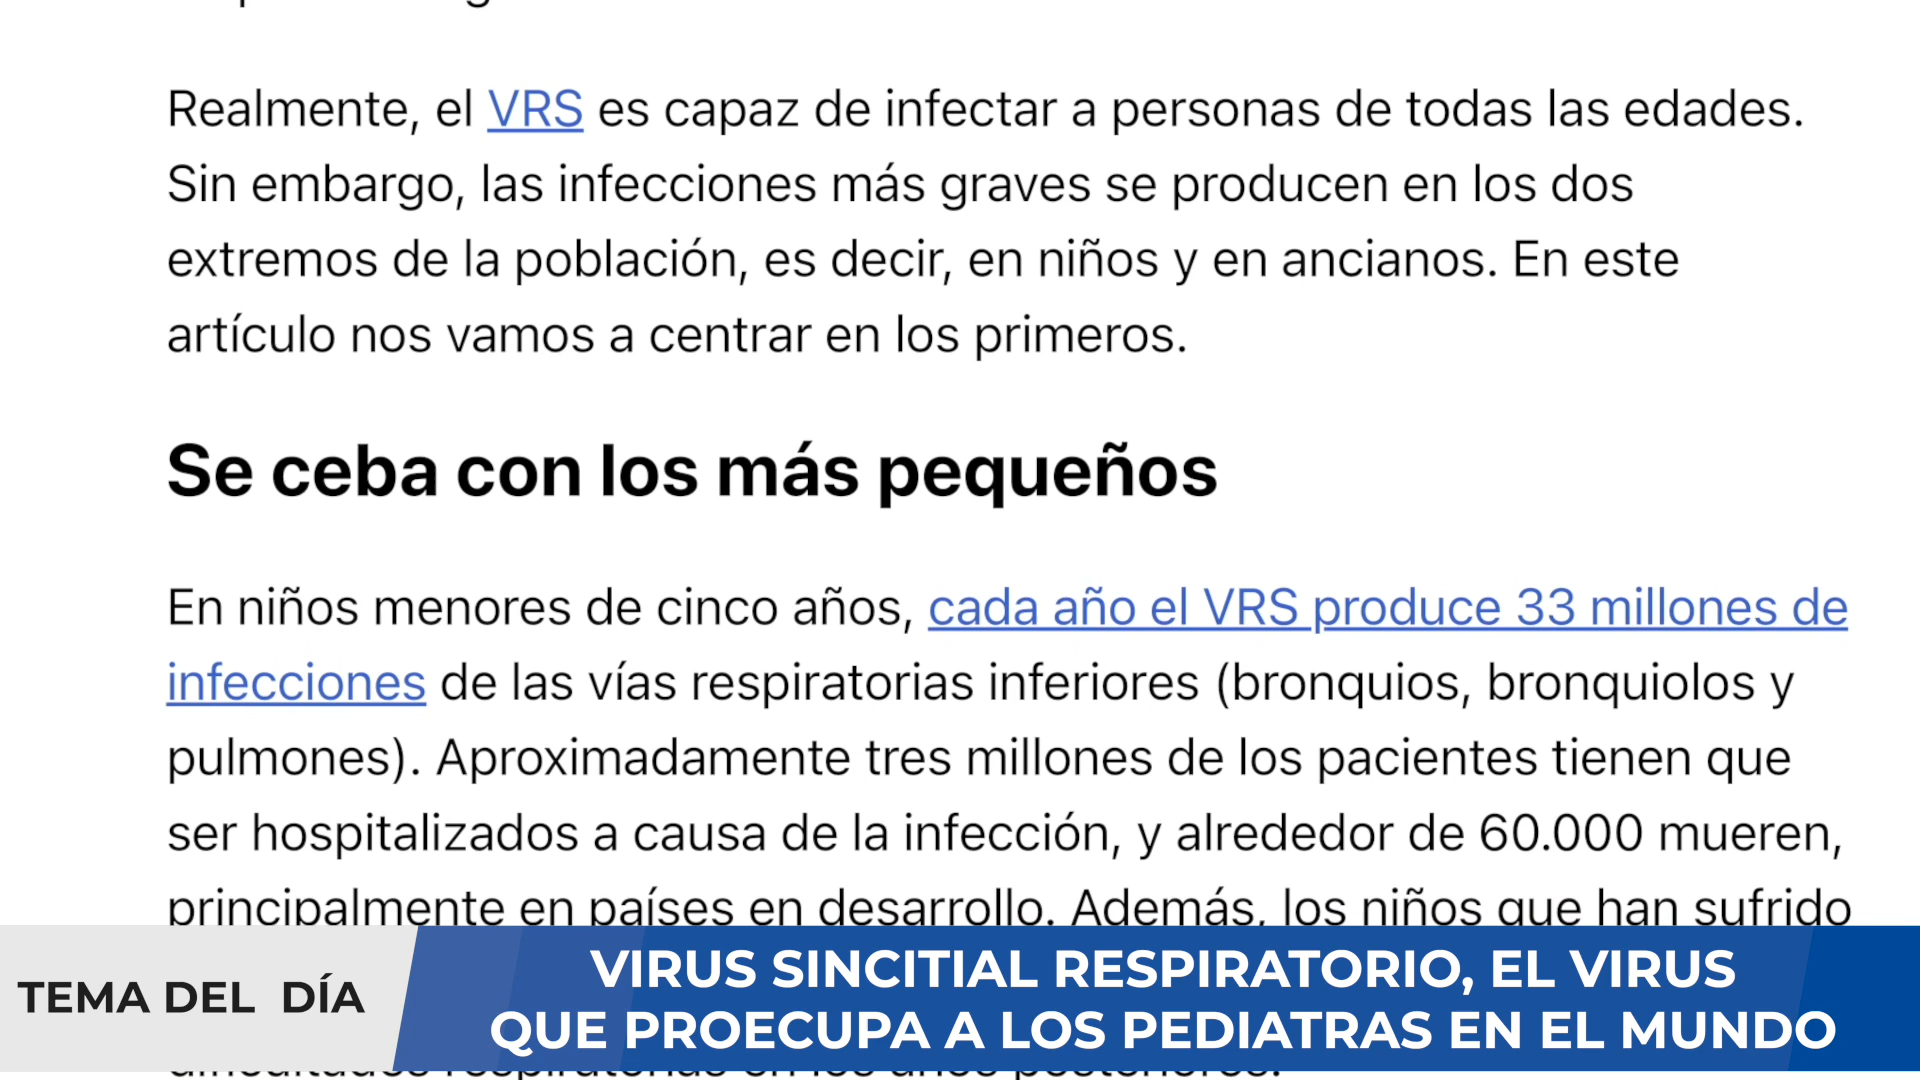 Realmente, el VRS es capaz de infectar a personas de todas las edades.
Sin embargo, las infecciones más graves se producen en los dos
extremos de la población, es decir, en niños y en ancianos. En este
artículo nos vamos a centrar en los primeros.
Se ceba con los más pequeños
En niños menores de cinco años, cada año el VRS produce 33 millones de
infecciones de las vías respiratorias inferiores (bronquios, bronquiolos y
pulmones). Aproximadamente tres millones de los pacientes tienen que
ser hospitalizados a causa de la infección, y alrededor de 60.000 mueren,
principalmente en países en desarrollo. Además, los niños que han sufrido
TEMA DEL DÍA
VIRUS SINCITIAL RESPIRATORIO, EL VIRUS
QUE PROECUPA A LOS PEDIATRAS EN EL MUNDO